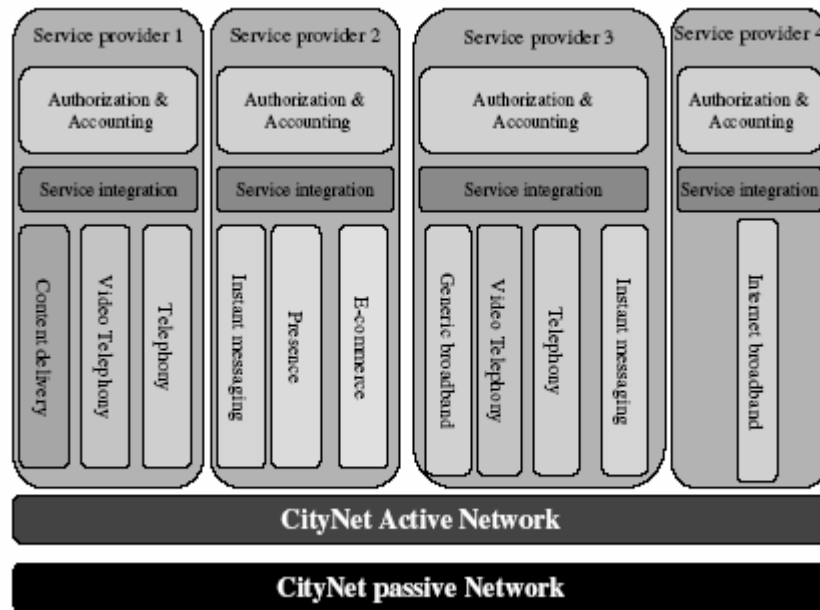 Service provider 1
Authorization &
Accounting
Service integration
Content delivery
Video Telephony
Telephony
Service provider 2
Authorization &
Accounting
Service integration
Instant messaging
Presence
E-commerce
Service provider 3
Authorization &
Accounting
Service integration
Generic broadband
Video Telephony
Telephony
Instant messaging
Service provider 4
Authorization &
Accounting
Service integration
Internet broadband
CityNet Active Network
CityNet passive Network